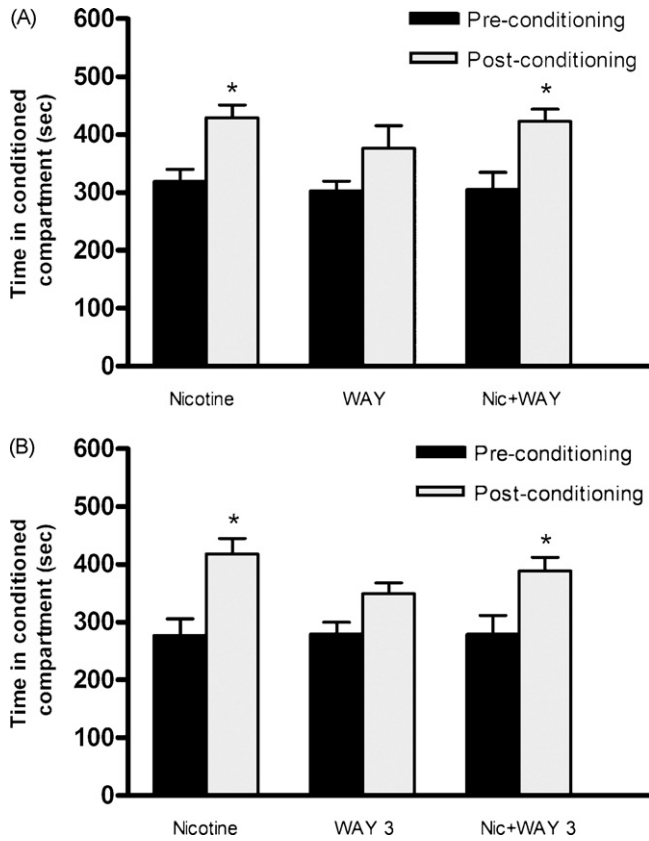 (A)
600
500
400
300
200
100
0
Time in conditioned
compartment (sec)
Pre-conditioning
Post-conditioning
*
*
Nicotine
WAY
Nic+WAY
(B)
600
500
400
300
200
100
0
Time in conditioned
compartment (sec)
Pre-conditioning
Post-conditioning
*
*
Nicotine
WAY 3
Nic+WAY 3